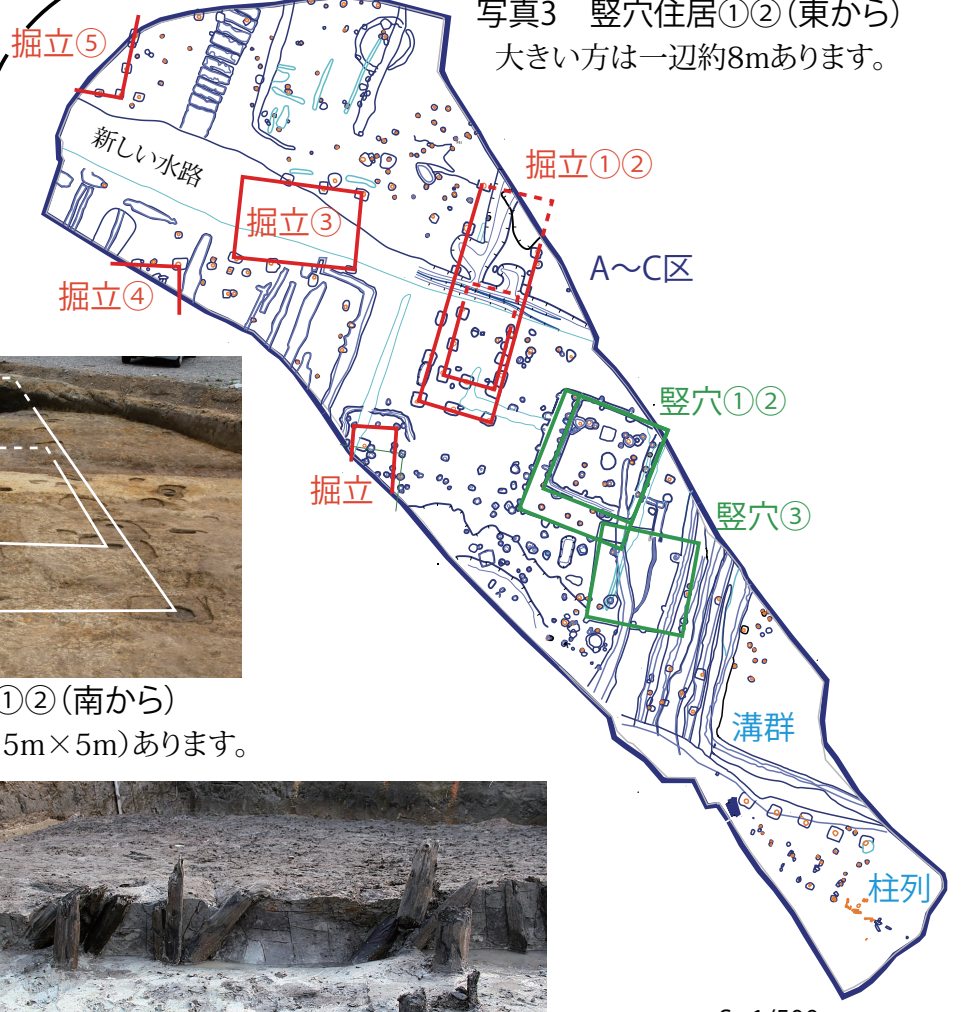 写真3 竪穴住居①②(東から)
大きい方は一辺約8mあります。
掘立⑤
新しい水路
掘立①②
掘立③
A~C区
掘立④
竪穴①②
掘立
竪穴③
①②(南から)
5m×5m)あります。
溝群
柱列